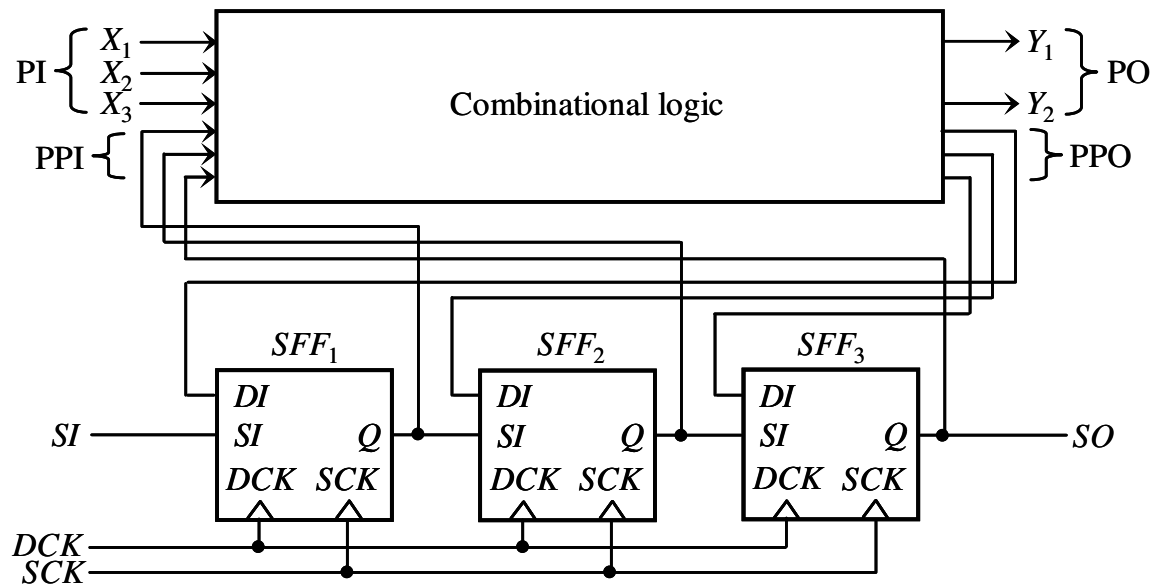 PI
X1
X2
X3
PPI
Combinational logic
Y1
Y2
PO
PPO
SFF1
SFF2
SFF3
SI
DI
SI Q
DCK SCK
DI
SI Q
DCK SCK
DI
SI Q
DCK SCK
SO
DCK
SCK